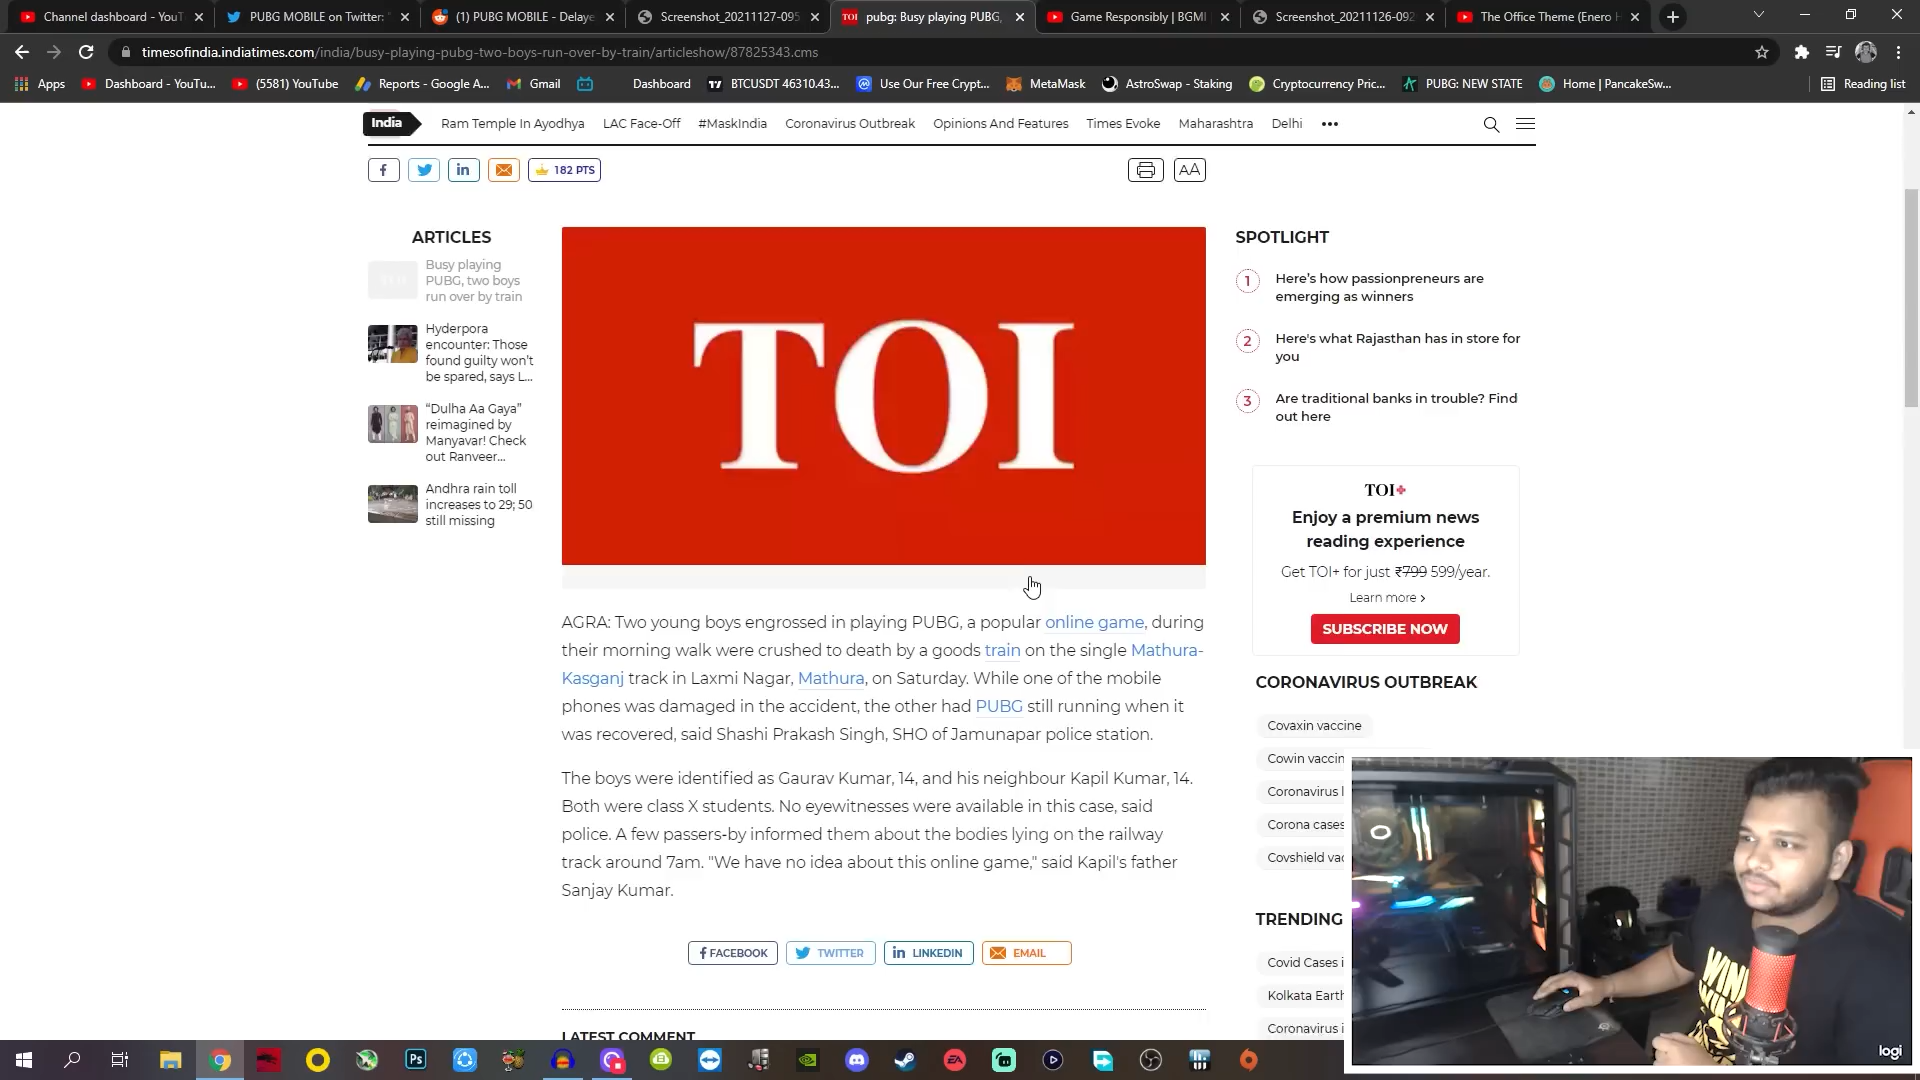 Channel dashboard - YouT
PUBG MOBILE on Twitter: "
(1) PUBG MOBILE - Delaye
Screenshot_20211127-095
pubg: Busy playing PUBG,
Game Responsibly | BGMI
Screenshot_20211126-092
The Office Theme (Enero H
timesofindia.indiatimes.com/india/busy-playing-pubg-two-boys-run-over-by-train/articleshow/87825343.cms
Apps
Dashboard - YouTu...
(5581) YouTube
Reports - Google A...
Gmail
Dashboard
BTCUSDT 46310.43...
Use Our Free Crypt...
MetaMask
AstroSwap - Staking
Cryptocurrency Pric...
PUBG: NEW STATE
Home | PancakeSw...
Reading list
India
Ram Temple In Ayodhya
LAC Face-Off
#MaskIndia
Coronavirus Outbreak
Opinions And Features
Times Evoke
Maharashtra
Delhi
182 PTS
AA
ARTICLES
Busy playing
PUBG, two boys
run over by train
Hyderpora
encounter: Those
found guilty won't
be spared, says L...
“Dulha Aa Gaya”
reimagined by
Manyavar! Check
out Ranveer...
Andhra rain toll
increases to 29; 50
still missing
TOI
AGRA: Two young boys engrossed in playing PUBG, a popular online game, during
their morning walk were crushed to death by a goods train on the single Mathura-
Kasganj track in Laxmi Nagar, Mathura, on Saturday. While one of the mobile
phones was damaged in the accident, the other had PUBG still running when it
was recovered, said Shashi Prakash Singh, SHO of Jamunapar police station.
The boys were identified as Gaurav Kumar, 14, and his neighbour Kapil Kumar, 14.
Both were class X students. No eyewitnesses were available in this case, said
police. A few passers-by informed them about the bodies lying on the railway
track around 7am. "We have no idea about this online game," said Kapil's father
Sanjay Kumar.
FACEBOOK
TWITTER
LINKEDIN
EMAIL
LATEST COMMENT
SPOTLIGHT
1
Here’s how passionpreneurs are
emerging as winners
2
Here's what Rajasthan has in store for
you
3
Are traditional banks in trouble? Find
out here
TOI+
Enjoy a premium news
reading experience
Get TOI+ for just ₹799 599/year.
Learn more >
SUBSCRIBE NOW
CORONAVIRUS OUTBREAK
Covaxin vaccine
Cowin vaccin
Coronavirus l
Corona cases
Covshield vac
TRENDING
Covid Cases i
Kolkata Earth
Coronavirus i
logi